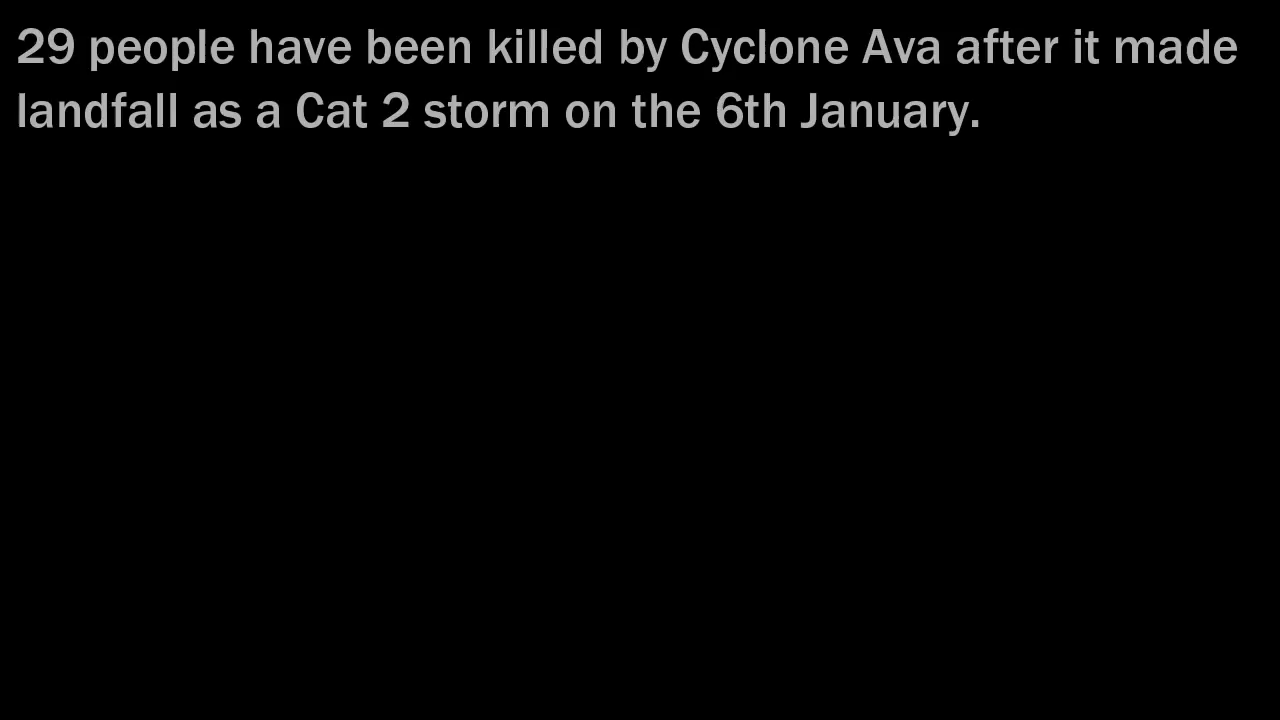 29 people have been killed by Cyclone Ava after it made
landfall as a Cat 2 storm on the 6th January.